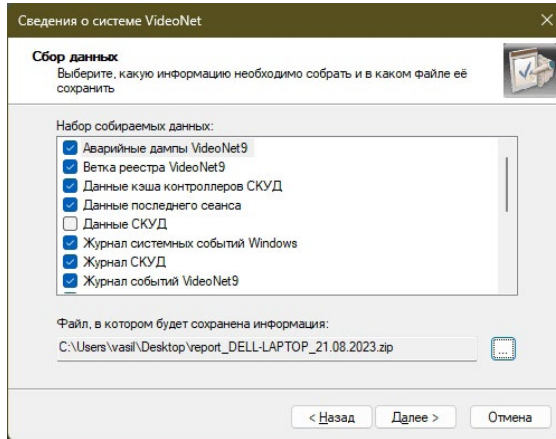 Сведения о системе VideoNet
Сбор данных
Выберите, какую информацию необходимо собрать и в каком файле её
сохранить
Набор собираемых данных:
Аварийные дампы VideoNet9
Ветка реестра VideoNet9
Данные кэша контроллеров СКУД
Данные последнего сеанса
Данные СКУД
Журнал системных событий Windows
Журнал СКУД
Журнал событий VideoNet9
Файл, в котором будет сохранена информация:
C:\Users\vasil\Desktop\report_DELL-LAPTOP_21.08.2023.zip
...
< Назад Далее > Отмена